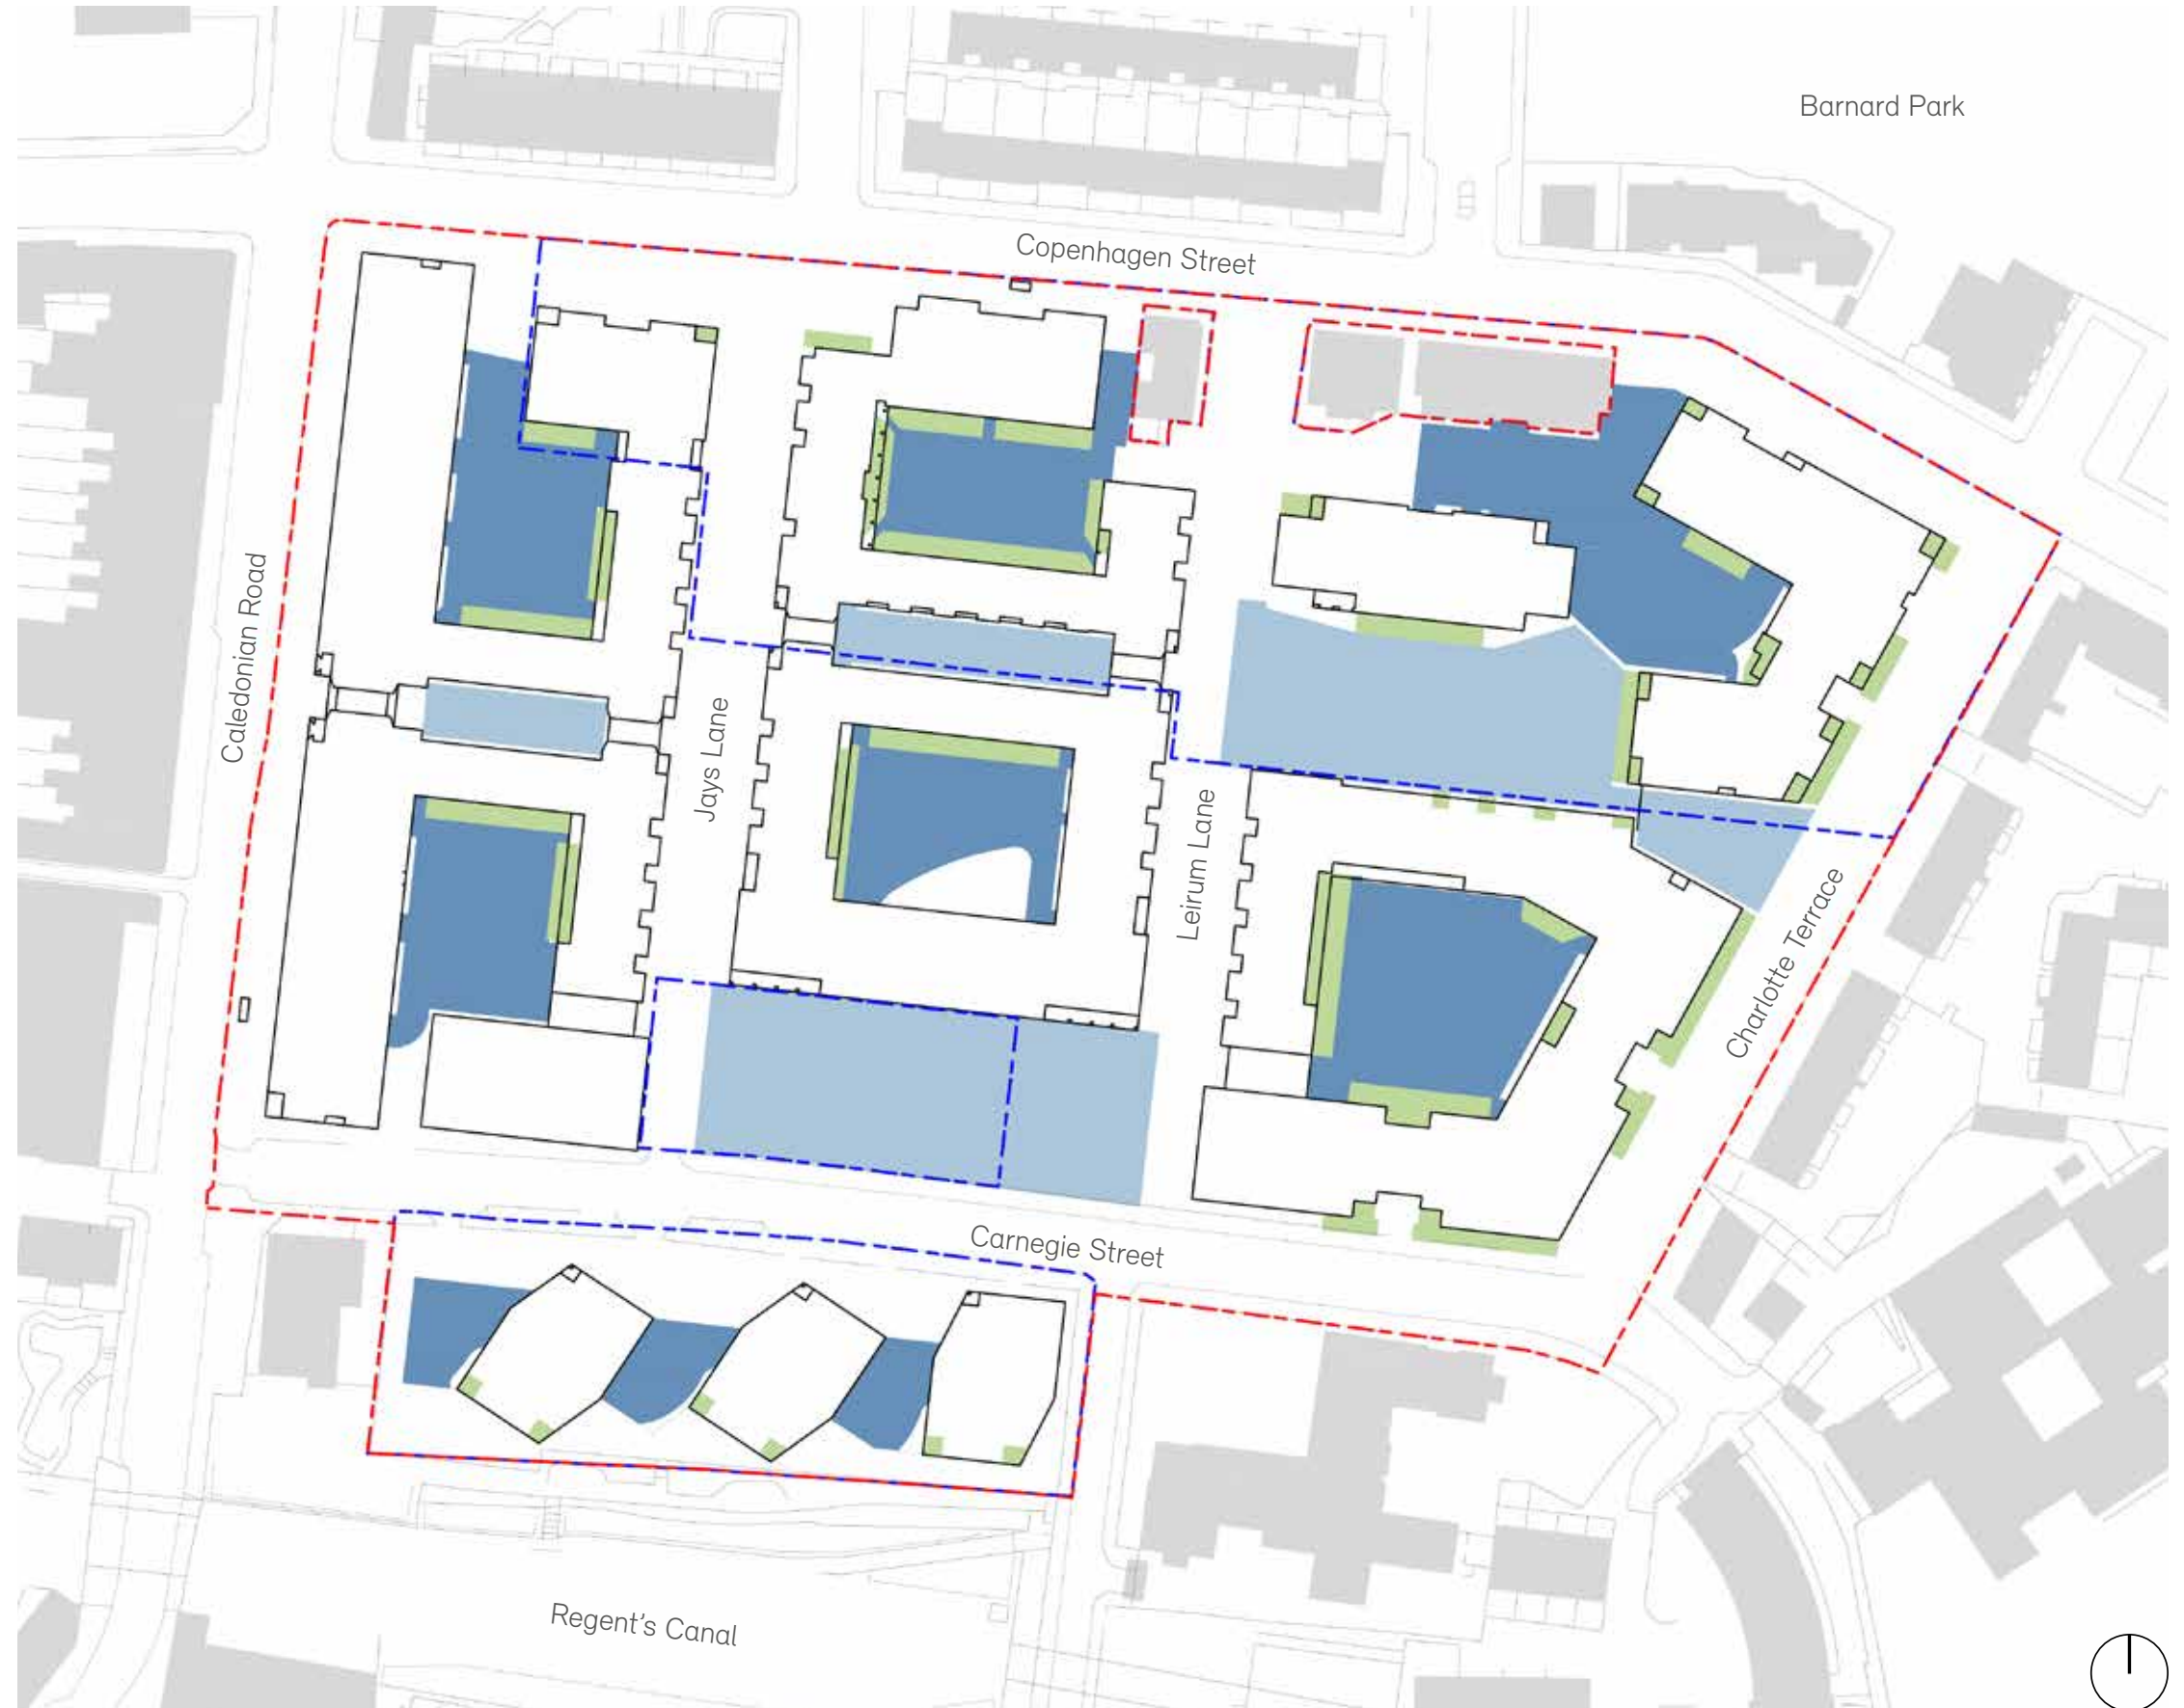 Barnard Park
Copenhagen Street
Caledonian Road
Jays Lane
Leirum Lane
Charlotte Terrace
Carnegie Street
Regent's Canal